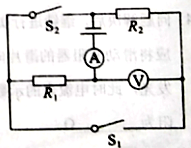 S₂ R₂
A
R₁ V
S₁